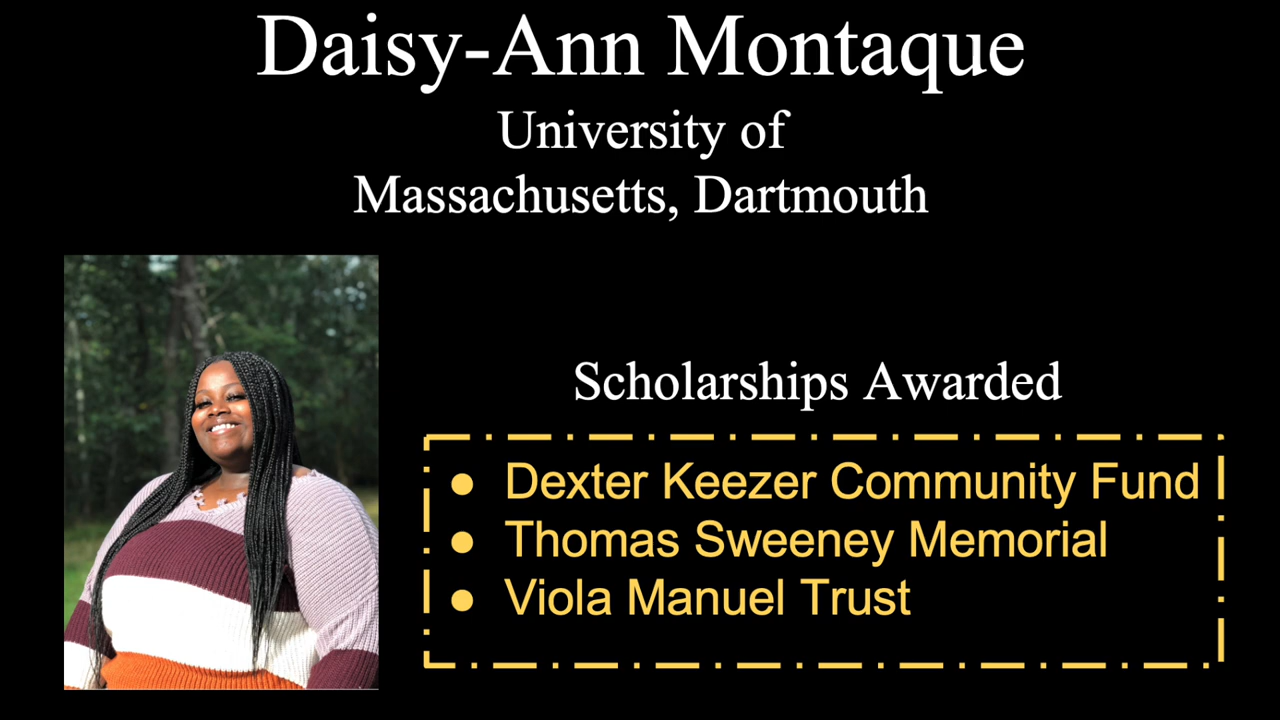 Daisy-Ann Montaque
University of
Massachusetts, Dartmouth
Scholarships Awarded
● Dexter Keezer Community Fund
● Thomas Sweeney Memorial
● Viola Manuel Trust